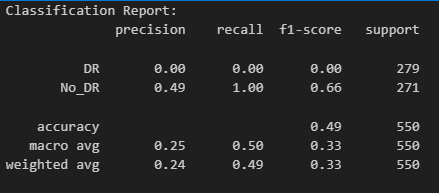 Classification Report:
precision recall f1-score support
DR 0.00 0.00 0.00 279
No_DR 0.49 1.00 0.66 271
accuracy 0.49 550
macro avg 0.25 0.50 0.33 550
weighted avg 0.24 0.49 0.33 550